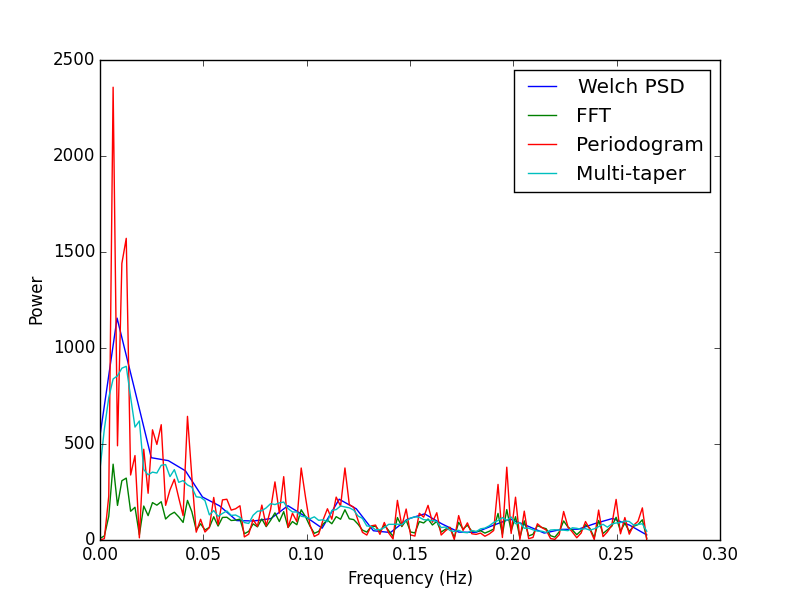 2500
2000
1500
1000
500
0
0.00
0.05
0.10
0.15
0.20
0.25
0.30
Power
Frequency (Hz)
Welch PSD
FFT
Periodogram
Multi-taper